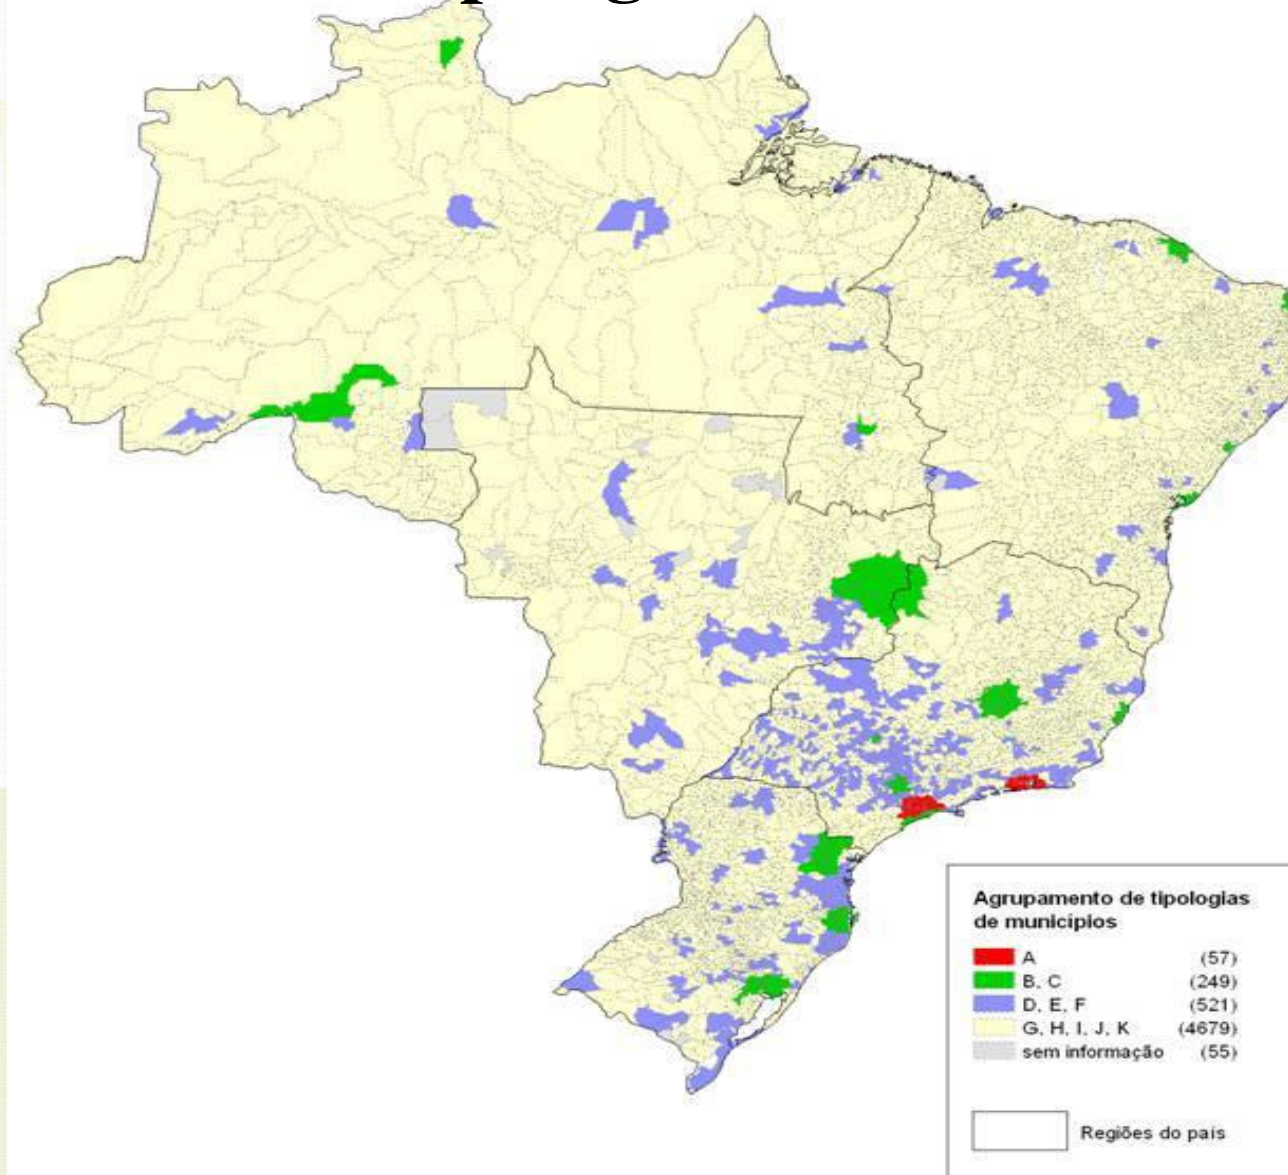 Agrupamento de tipologias
de municípios
A (57)
B, C (249)
D, E, F (521)
G, H, I, J, K (4679)
sem informação (55)
Regiões do país